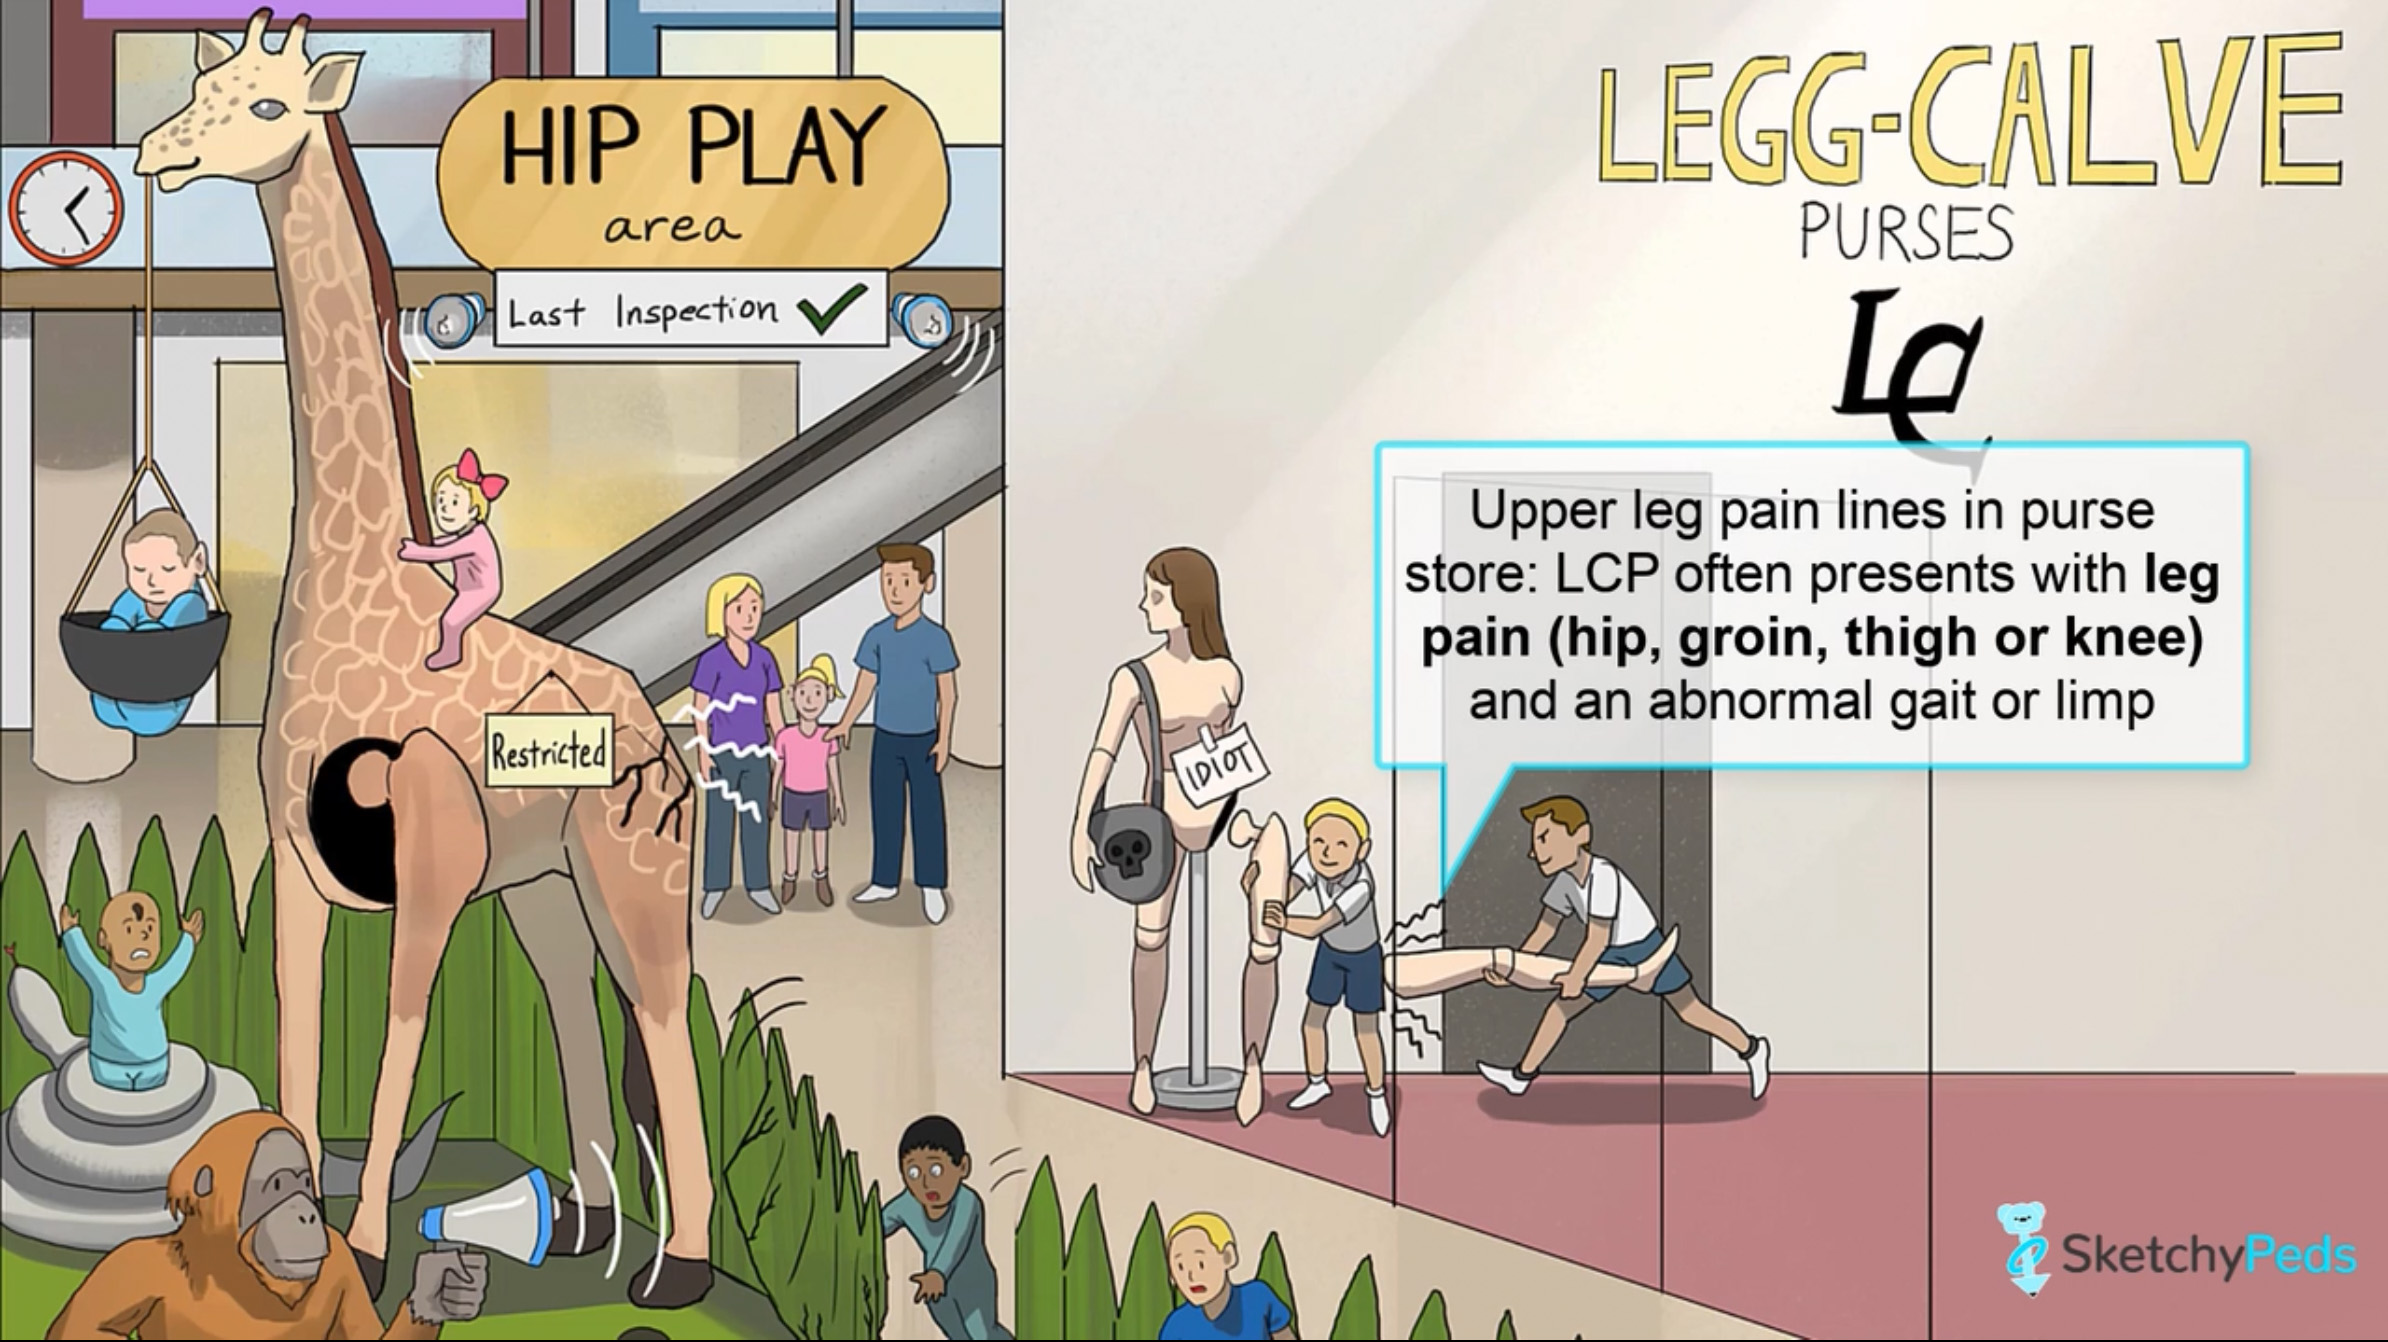 HIP PLAY
area
Last Inspection
Restricted
LEGG-CALVE
PURSES
LC
Upper leg pain lines in purse
store: LCP often presents with leg
pain (hip, groin, thigh or knee)
and an abnormal gait or limp
IDIOT
SketchyPeds